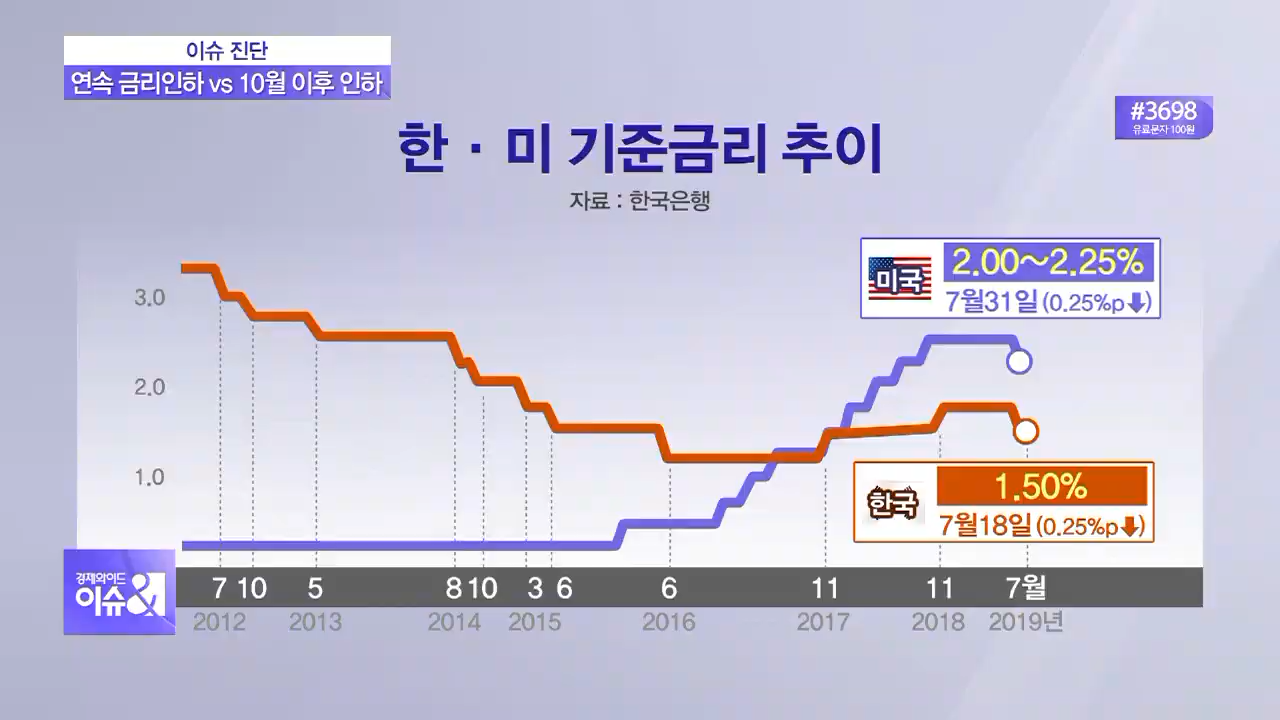 이슈 진단
연속 금리인하 vs 10월 이후 인하
#3698
유료문자 100원
한 · 미 기준금리 추이
자료 : 한국은행
미국
2.00~2.25%
7월31일 (0.25%p⬇)
3.0
2.0
1.0
한국
1.50%
7월18일 (0.25%p⬇)
7 10 5 8 10 3 6 6 11 11 7월
2012 2013 2014 2015 2016 2017 2018 2019년
경제와이드
이슈&